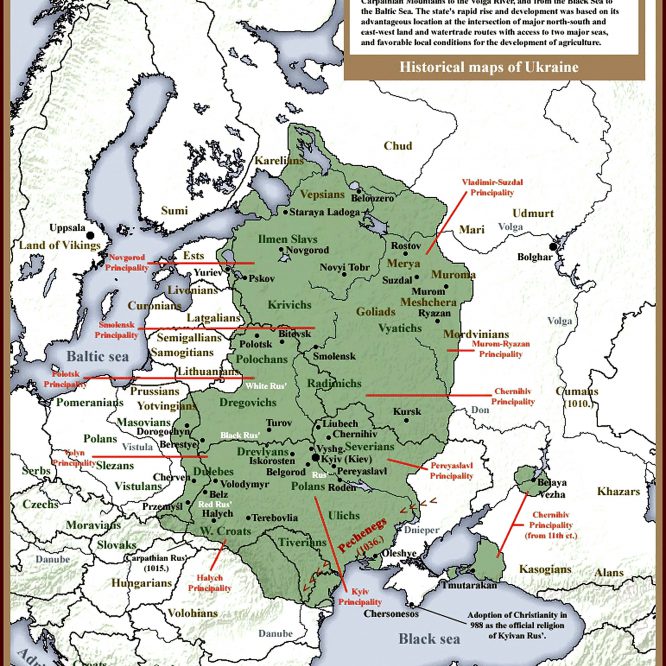 Carpathian Mountains to the Volga River, and from the Black Sea to
the Baltic Sea. The state's rapid rise and development was based on its
advantageous location at the intersection of major north-south and
east-west land and watertrade routes with access to two major seas,
and favorable local conditions for the development of agriculture.
Historical maps of Ukraine
Chud
Karelians
Vepsians
Beloozero
Vladimir-Suzdal
Principality
Sumi
Staraya Ladoga
Udmurt
Uppsala
Land of Vikings
Mari
Volga
Ilmen Slavs
Novgorod
Rostov
Bolghar
Novgorod
Principality
Ests
Yuriev
Pskov
Novyi Torg
Merya
Suzdal
Muroma
Livonians
Murom
Meshchera
Curonians
Krivichs
Goliads
Ryazan
Latgalians
Volga
Smolensk
Principality
Vyatichs
Mordvinians
Semigallians
Bitevsk
Polotsk
Murom-Ryazan
Principality
Baltic sea
Samogitians
Polochans
Smolensk
Polotsk
Principality
Lithuanians
White Rus'
Radimichs
Prussians
Chernihiv
Principality
Cumans
(1010.)
Pomeranians
Yotvingians
Dregovichs
Don
Masovians
Dorogochyn
Turov
Kursk
Liubech
Chernihiv
Polans
Vistula
Berestye
Black Rus'
Severians
Drevlyans
Vyshg.
Volyn
Principality
Slezans
Iskorosten
Kyiv (Kiev)
Pereyaslavl
Principality
Serbs
Dulebes
Belgorod
Rus'
Pereyaslavl
Vistulans
Cherven
Volodymyr
Polans
Roden
Belaya
Vezha
Khazars
Belz
Czechs
Przemyśl
Red Rus'
Halych
Terebovlia
Ulichs
Chernihiv
Principality
(from 11th ct.)
Moravians
W. Croats
Dnieper
Slovaks
Tiverians
Pechenegs
(1036.)
Danube
Carpathian Rus'
(1015.)
Oleshye
Kasogians
Alans
Hungarians
Halych
Principality
Tmutarakan
Kyiv
Principality
Volohians
Chersonesos
Adoption of Christianity in
988 as the official religion
of Kyivan Rus'.
Danube
Black sea
Croats